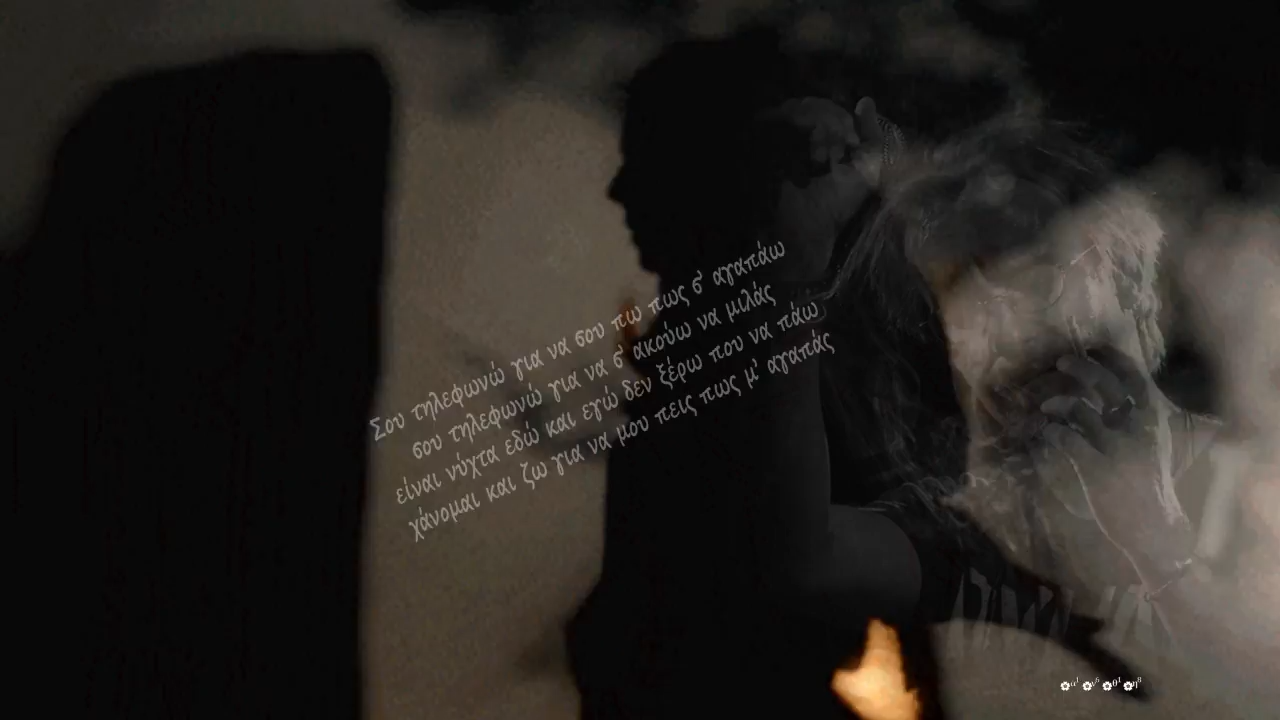 Σου τηλεφωνώ για να σου πω πως σ' αγαπάω
σου τηλεφωνώ για να σ' ακούω να μιλάς
είναι νύχτα εδώ και εγώ δεν ξέρω που να πάω
χάνομαι και ζω για να μου πεις πως μ' αγαπάς